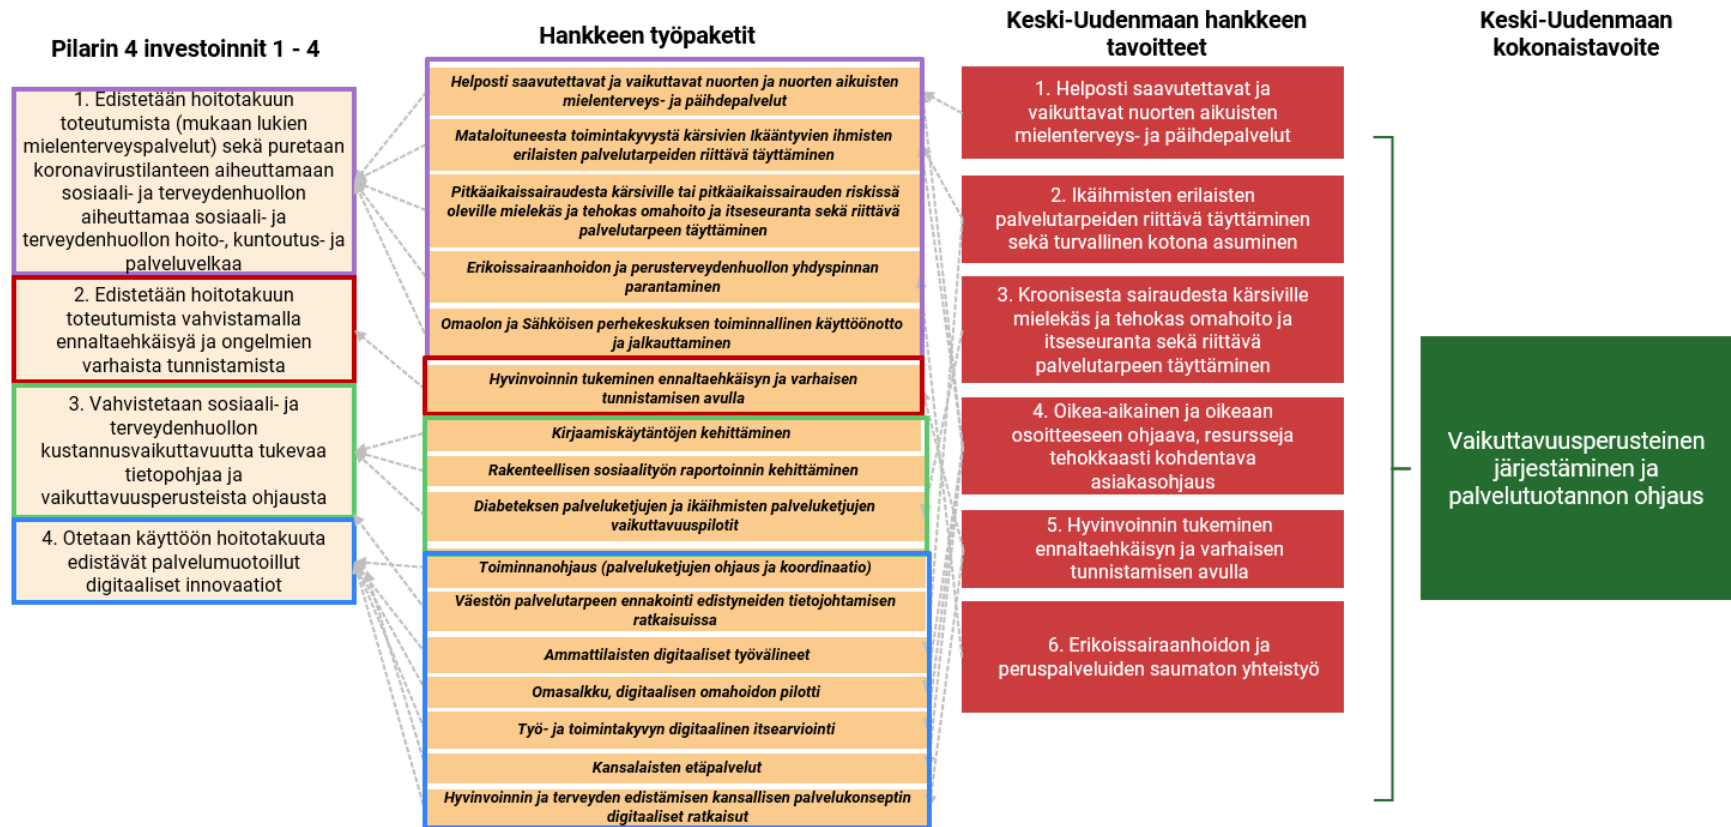 Pilarin 4 investoinnit 1 - 4
1. Edistetään hoitotakuun
toteutumista (mukaan lukien
mielenterveyspalvelut) sekä puretaan
koronavirustilanteen aiheuttamaan
sosiaali- ja terveydenhuollon
aiheuttamaa sosiaali- ja
terveydenhuollon hoito-, kuntoutus- ja
palveluvelkaa
2. Edistetään hoitotakuun
toteutumista vahvistamalla
ennaltaehkäisyä ja ongelmien
varhaista tunnistamista
3. Vahvistetaan sosiaali- ja
terveydenhuollon
kustannusvaikuttavuutta tukevaa
tietopohjaa ja
vaikuttavuusperusteista ohjausta
4. Otetaan käyttöön hoitotakuuta
edistävät palvelumuotoillut
digitaaliset innovaatiot
Hankkeen työpaketit
Helposti saavutettavat ja vaikuttavat nuorten ja nuorten aikuisten
mielenterveys- ja päihdepalvelut
Mataloituneesta toimintakyvystä kärsivien Ikääntyvien ihmisten
erilaisten palvelutarpeiden riittävä täyttäminen
Pitkäaikaissairaudesta kärsiville tai pitkäaikaissairauden riskissä
oleville mielekäs ja tehokas omahoito ja itseseuranta sekä riittävä
palvelutarpeen täyttäminen
Erikoissairaanhoidon ja perusterveydenhuollon yhdyspinnan
parantaminen
Omaolon ja Sähköisen perhekeskuksen toiminnallinen käyttöönotto
ja jalkauttaminen
Hyvinvoinnin tukeminen ennaltaehkäisyn ja varhaisen
tunnistamisen avulla
Kirjaamiskäytäntöjen kehittäminen
Rakenteellisen sosiaalityön raportoinnin kehittäminen
Diabeteksen palveluketjujen ja ikäihmisten palveluketjujen
vaikuttavuuspilotit
Toiminnanohjaus (palveluketjujen ohjaus ja koordinaatio)
Väestön palvelutarpeen ennakointi edistyneiden tietojohtamisen
ratkaisuissa
Ammattilaisten digitaaliset työvälineet
Omasalkku, digitaalisen omahoidon pilotti
Työ- ja toimintakyvyn digitaalinen itsearviointi
Kansalaisten etäpalvelut
Hyvinvoinnin ja terveyden edistämisen kansallisen palvelukonseptin
digitaaliset ratkaisut
Keski-Uudenmaan hankkeen
tavoitteet
1. Helposti saavutettavat ja
vaikuttavat nuorten aikuisten
mielenterveys- ja päihdepalvelut
2. Ikäihmisten erilaisten
palvelutarpeiden riittävä täyttäminen
sekä turvallinen kotona asuminen
3. Kroonisesta sairaudesta kärsiville
mielekäs ja tehokas omahoito ja
itseseuranta sekä riittävä
palvelutarpeen täyttäminen
4. Oikea-aikainen ja oikeaan
osoitteeseen ohjaava, resursseja
tehokkaasti kohdentava
asiakasohjaus
5. Hyvinvoinnin tukeminen
ennaltaehkäisyn ja varhaisen
tunnistamisen avulla
6. Erikoissairaanhoidon ja
peruspalveluiden saumaton yhteistyö
Keski-Uudenmaan
kokonaistavoite
Vaikuttavuusperusteinen
järjestäminen ja
palvelutuotannon ohjaus